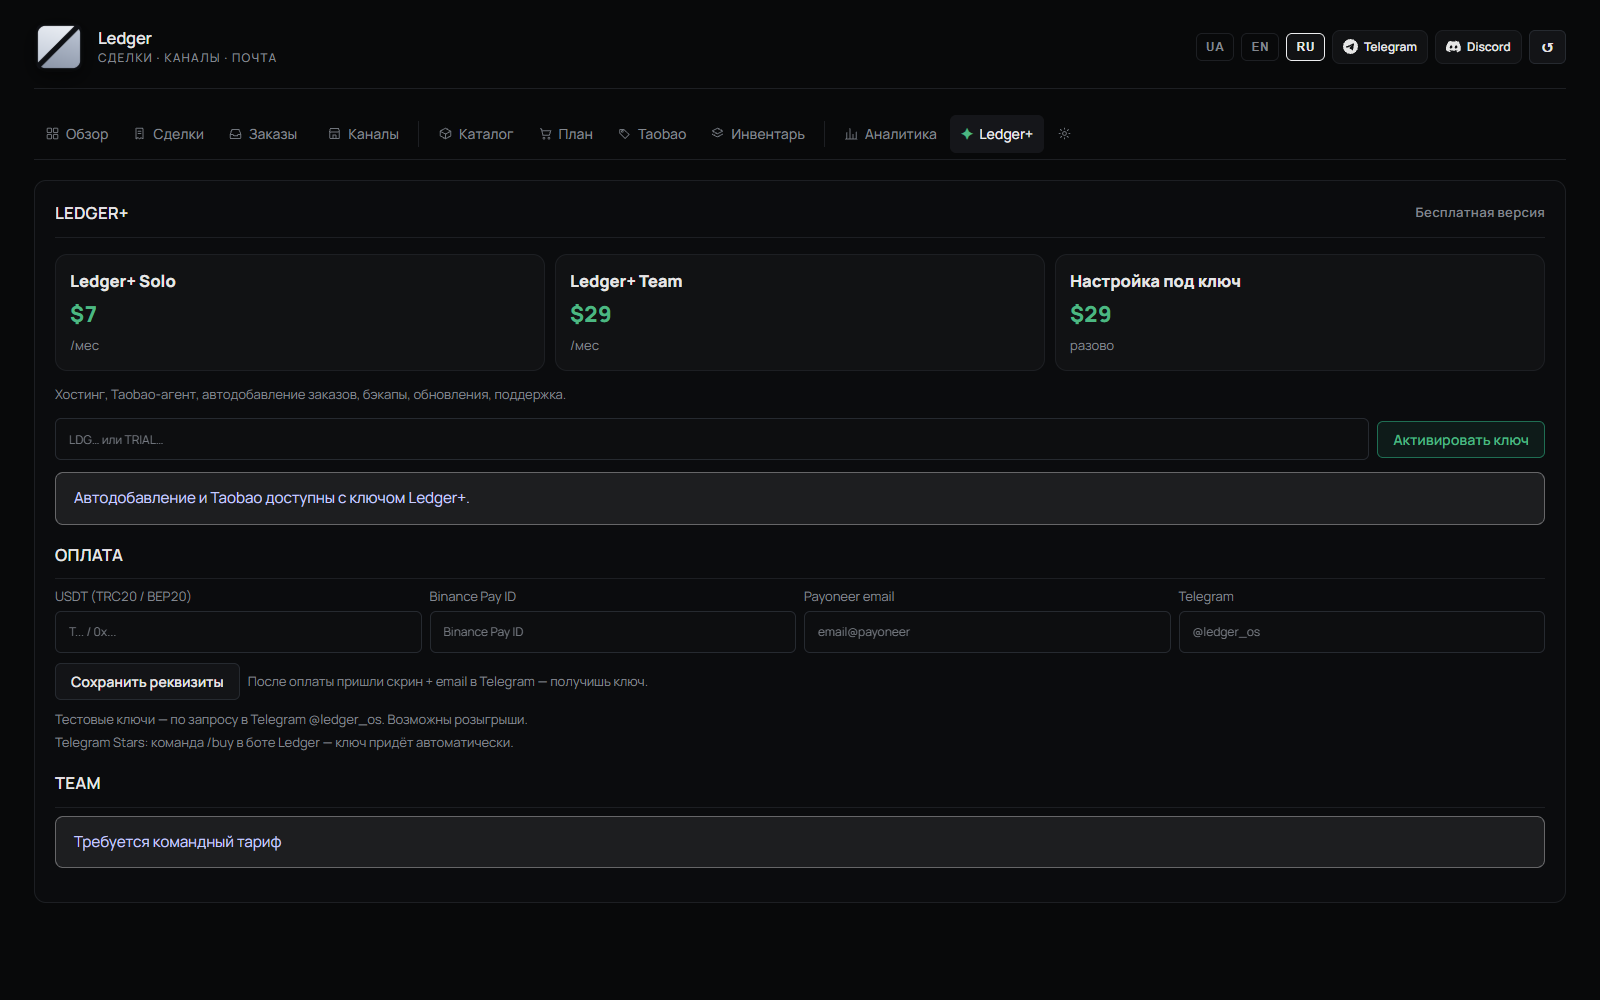 Ledger
СДЕЛКИ · КАНАЛЫ · ПОЧТА
UA EN RU Telegram Discord ↺
Обзор Сделки Заказы Каналы Каталог План Taobao Инвентарь Аналитика Ledger+
LEDGER+ Бесплатная версия
Ledger+ Solo
$7
/мес
Ledger+ Team
$29
/мес
Настройка под ключ
$29
разово
Хостинг, Таобао-агент, автодобавление заказов, бэкапы, обновления, поддержка.
LDG... или TRIAL... Активировать ключ
Автодобавление и Taobao доступны с ключом Ledger+.
ОПЛАТА
USDT (TRC20 / BEP20) Binance Pay ID Payoneer email Telegram
T... / 0x... Binance Pay ID email@payoneer @ledger_os
Сохранить реквизиты После оплаты пришли скрин + email в Telegram — получишь ключ.
Тестовые ключи — по запросу в Telegram @ledger_os. Возможны розыгрыши.
Telegram Stars: команда /buy в боте Ledger — ключ придёт автоматически.
TEAM
Требуется командный тариф